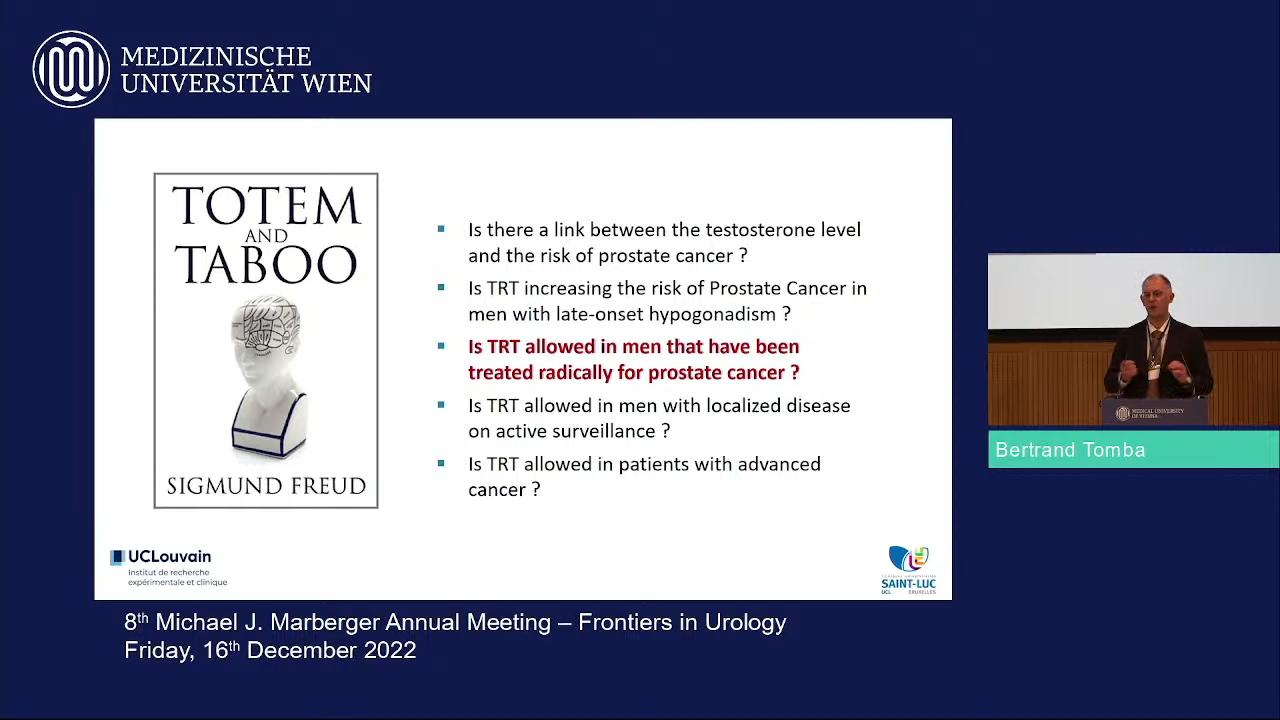 MEDIZINISCHE
UNIVERSITÄT WIEN
TOTEM
AND
TABOO
SIGMUND FREUD
Is there a link between the testosterone level
and the risk of prostate cancer ?
Is TRT increasing the risk of Prostate Cancer in
men with late-onset hypogonadism ?
Is TRT allowed in men that have been
treated radically for prostate cancer ?
Is TRT allowed in men with localized disease
on active surveillance ?
Is TRT allowed in patients with advanced
cancer ?
UCLouvain
Institut de recherche
expérimentale et clinique
SAINT-LUC
UCL BRUXELLES
MEDICAL UNIVERSITY
OF VIENNA
Bertrand Tomba
8th Michael J. Marberger Annual Meeting – Frontiers in Urology
Friday, 16th December 2022